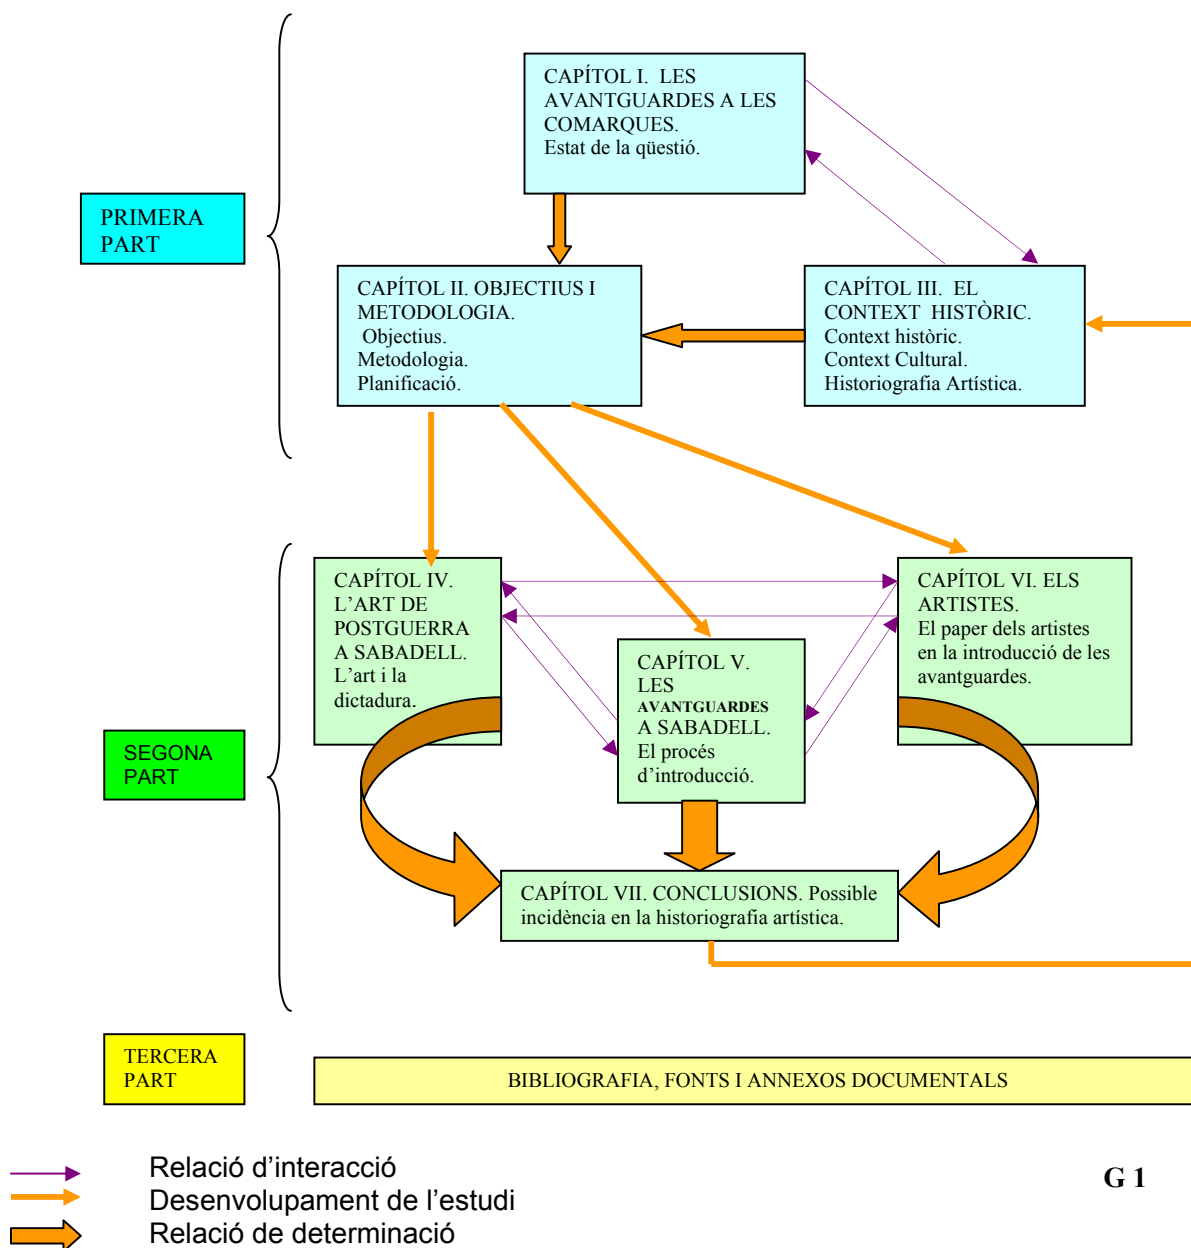 CAPÍTOL I. LES
AVANTGUARDES A LES
COMARQUES.
Estat de la qüestió.
PRIMERA
PART
CAPÍTOL II. OBJECTIUS I
METODOLOGIA.
Objectius.
Metodologia.
Planificació.
CAPÍTOL III. EL
CONTEXT HISTÒRIC.
Context històric.
Context Cultural.
Historiografia Artística.
CAPÍTOL IV.
L’ART DE
POSTGUERRA
A SABADELL.
L’art i la
dictadura.
CAPÍTOL V.
LES
AVANTGUARDES
A SABADELL.
El procés
d’introducció.
CAPÍTOL VI. ELS
ARTISTES.
El paper dels artistes
en la introducció de les
avantguardes.
SEGONA
PART
CAPÍTOL VII. CONCLUSIONS. Possible
incidència en la historiografia artística.
TERCERA
PART
BIBLIOGRAFIA, FONTS I ANNEXOS DOCUMENTALS
Relació d’interacció
Desenvolupament de l’estudi
Relació de determinació
G 1